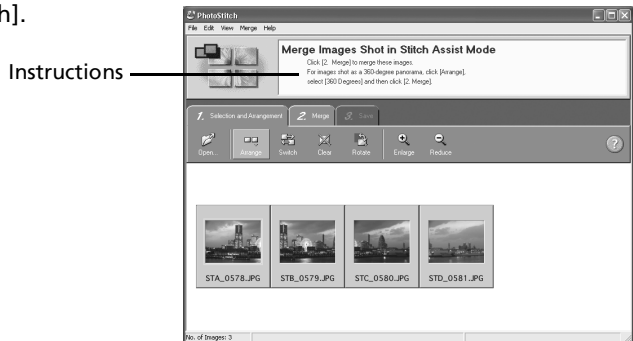 h].
Instructions
PhotoStitch
File Edit View Merge Help
Merge Images Shot in Stitch Assist Mode
Click [2. Merge] to merge these images.
For images shot as a 360-degree panorama, click [Arrange],
select [360 Degrees] and then click [2. Merge].
1. Selection and Arrangement 2. Merge 3. Save
Open... Arrange Switch Clear Rotate Enlarge Reduce ?
STA_0578.JPG STB_0579.JPG STC_0580.JPG STD_0581.JPG
No. of Images: 3